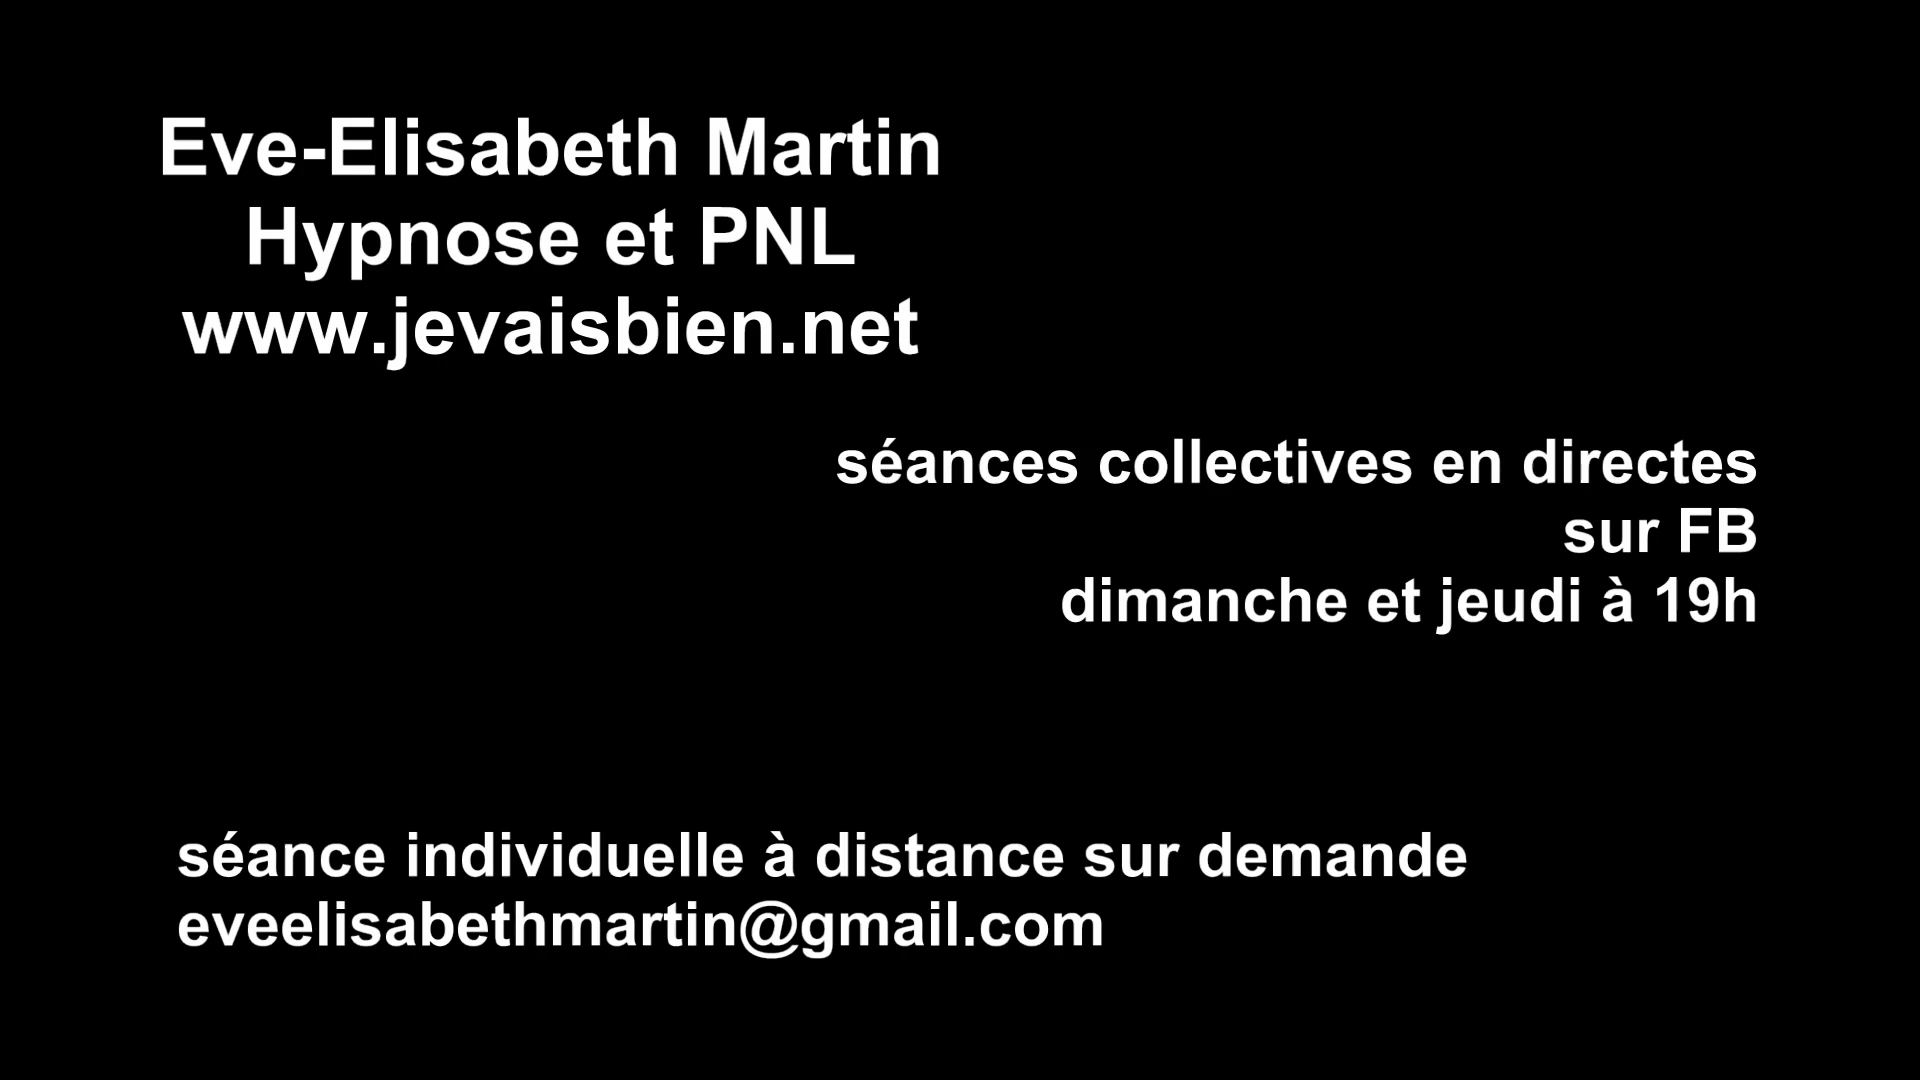 Eve-Elisabeth Martin
Hypnose et PNL
www.jevaisbien.net
séances collectives en directes
sur FB
dimanche et jeudi à 19h
séance individuelle à distance sur demande
eveelisabethmartin@gmail.com